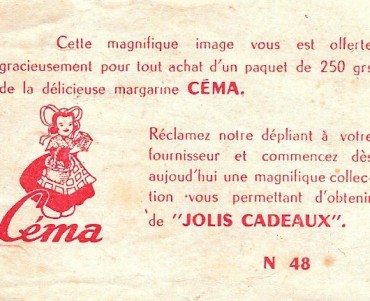 Cette magnifique image vous est offerte
gracieusement pour tout achat d'un paquet de 250 grs
de la délicieuse margarine CÉMA.
Réclamez notre dépliant à votre
fournisseur et commencez dès
aujourd'hui une magnifique collec-
tion vous permettant d'obtenir
de "JOLIS CADEAUX".
Céma
N 48